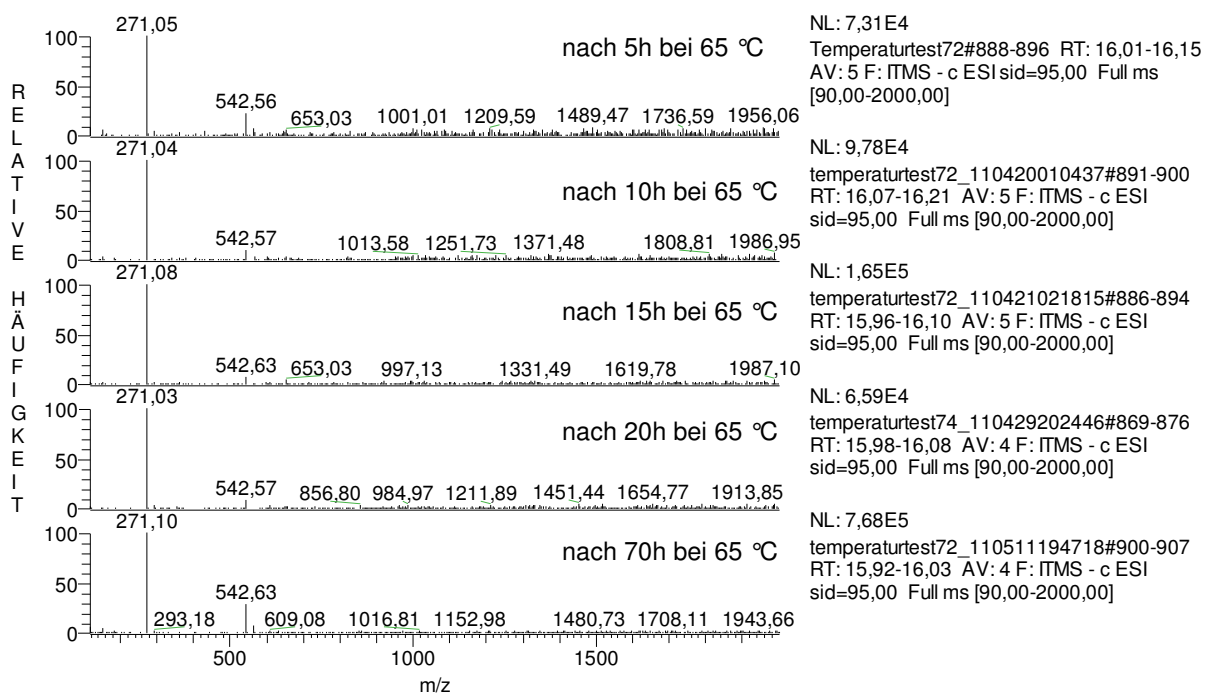 271,05
100
nach 5h bei 65 °C
50
542,56
653,03 1001,01 1209,59 1489,47 1736,59 1956,06
0
NL: 7,31E4
Temperaturtest72#888-896 RT: 16,01-16,15
AV: 5 F: ITMS - c ESI sid=95,00 Full ms
[90,00-2000,00]
271,04
100
nach 10h bei 65 °C
50
542,57
1013,58 1251,73 1371,48 1808,81 1986,95
0
NL: 9,78E4
temperaturtest72_110420010437#891-900
RT: 16,07-16,21 AV: 5 F: ITMS - c ESI
sid=95,00 Full ms [90,00-2000,00]
271,08
100
nach 15h bei 65 °C
50
542,63 653,03 997,13 1331,49 1619,78 1987,10
0
NL: 1,65E5
temperaturtest72_110421021815#886-894
RT: 15,96-16,10 AV: 5 F: ITMS - c ESI
sid=95,00 Full ms [90,00-2000,00]
271,03
100
nach 20h bei 65 °C
50
542,57 856,80 984,97 1211,89 1451,44 1654,77 1913,85
0
NL: 6,59E4
temperaturtest74_110429202446#869-876
RT: 15,98-16,08 AV: 4 F: ITMS - c ESI
sid=95,00 Full ms [90,00-2000,00]
271,10
100
nach 70h bei 65 °C
50
542,63
293,18 609,08 1016,81 1152,98 1480,73 1708,11 1943,66
0
NL: 7,68E5
temperaturtest72_110511194718#900-907
RT: 15,92-16,03 AV: 4 F: ITMS - c ESI
sid=95,00 Full ms [90,00-2000,00]
500 1000 1500
m/z
RELATIVE HÄUFIGKEIT